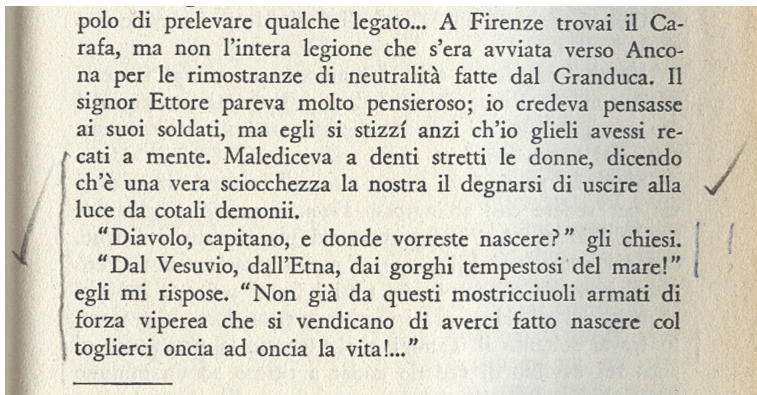 polo di prelevare qualche legato... A Firenze trovai il Ca-
rafa, ma non l'intera legione che s'era avviata verso Anco-
na per le rimostranze di neutralità fatte dal Granduca. Il
signor Ettore pareva molto pensieroso; io credeva pensasse
ai suoi soldati, ma egli si stizzí anzi ch'io glieli avessi re-
cati a mente. Malediceva a denti stretti le donne, dicendo
ch'è una vera sciocchezza la nostra il degnarsi di uscire alla
luce da cotali demonii.
"Diavolo, capitano, e donde vorreste nascere?" gli chiesi.
"Dal Vesuvio, dall'Etna, dai gorghi tempestosi del mare!"
egli mi rispose. "Non già da questi mostricciuoli armati di
forza viperea che si vendicano di averci fatto nascere col
toglierci oncia ad oncia la vita!..."